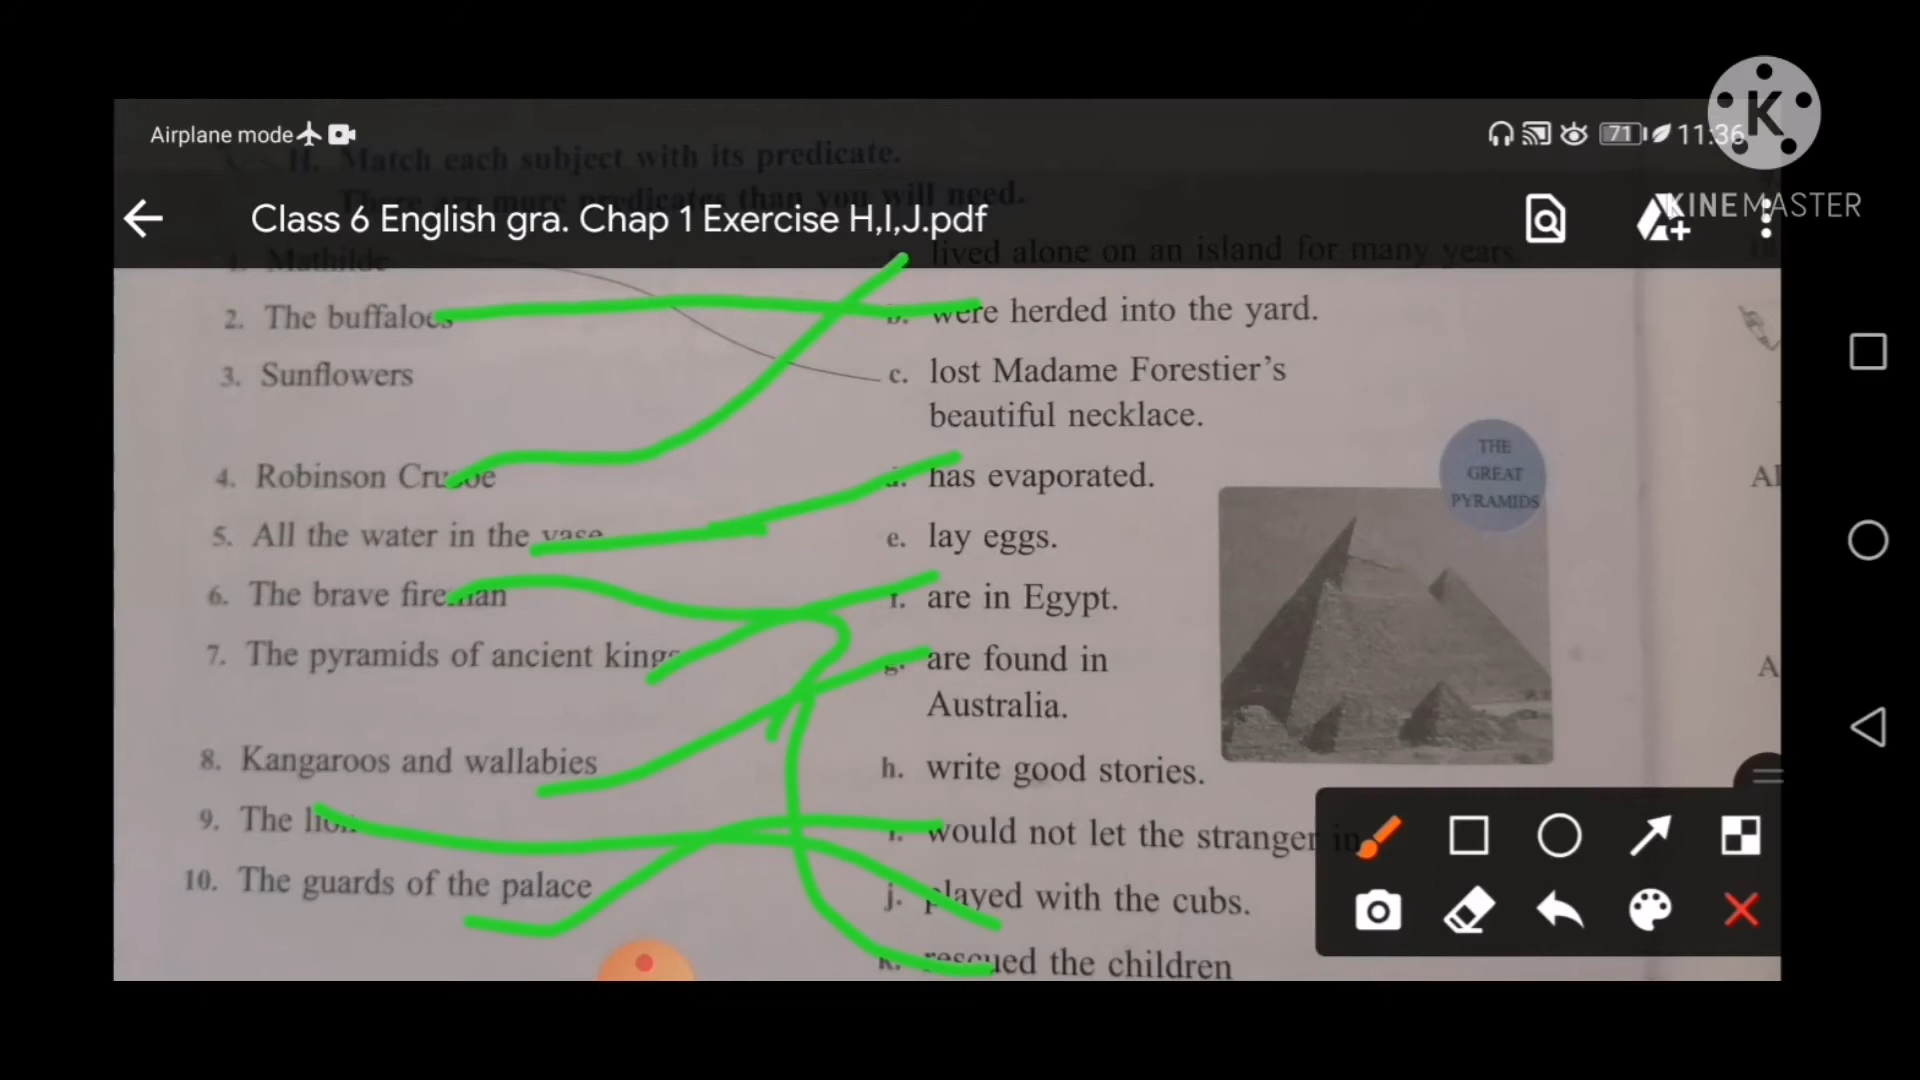 Airplane mode 71 11:36
K
KINEMASTER
H. Match each subject with its predicate.
There are more predicates than you will need.
Class 6 English gra. Chap 1 Exercise H,I,J.pdf
1. Mathilde
lived alone on an island for many years
2. The buffaloes
b. were herded into the yard.
3. Sunflowers
c. lost Madame Forestier's
beautiful necklace.
4. Robinson Crusoe
d. has evaporated.
5. All the water in the vase
e. lay eggs.
6. The brave fireman
f. are in Egypt.
7. The pyramids of ancient kings
g. are found in
Australia.
8. Kangaroos and wallabies
h. write good stories.
9. The lion
i. would not let the stranger in
10. The guards of the palace
j. played with the cubs.
k. rescued the children
THE
GREAT
PYRAMIDS